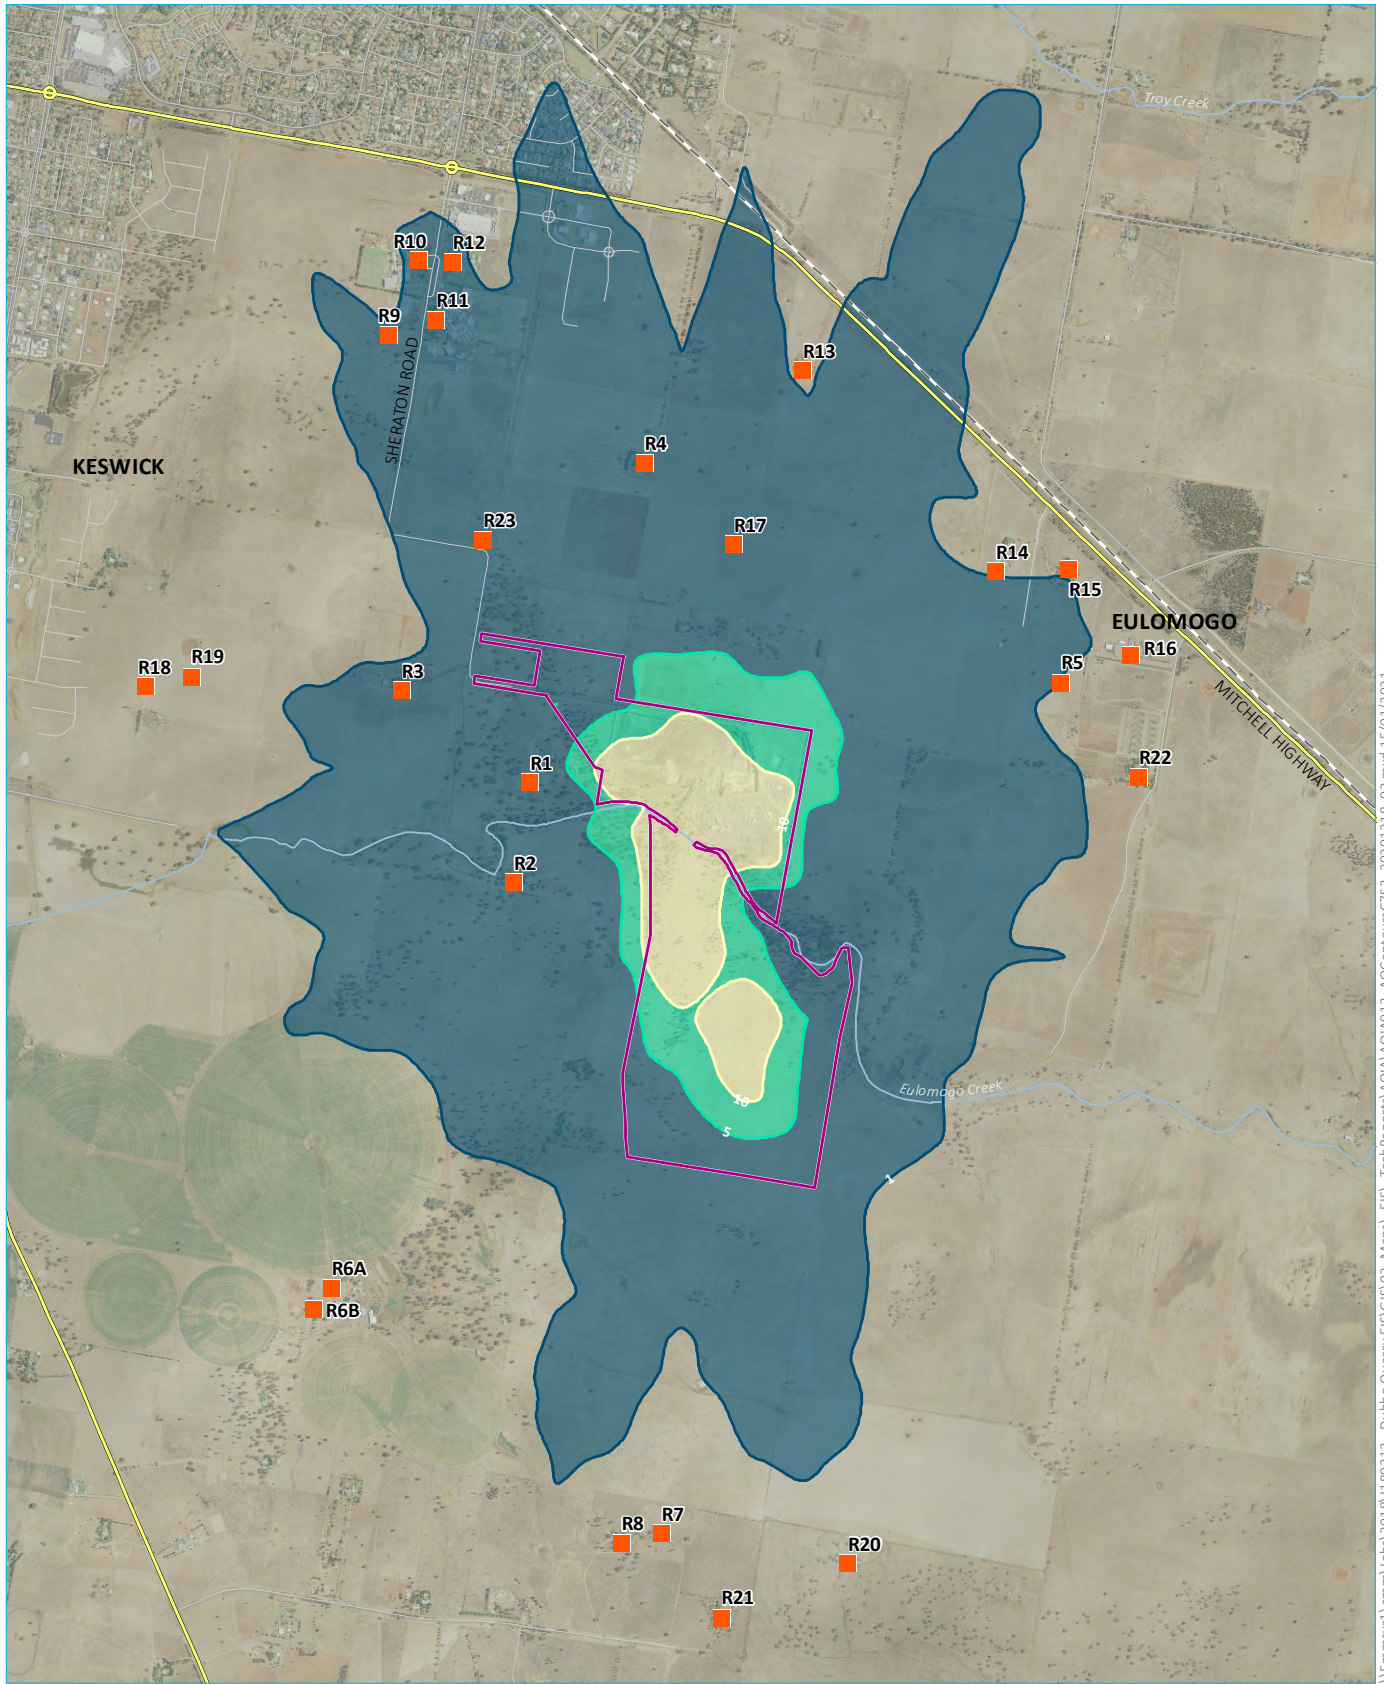 Troy Creek
R10
R12
R11
R9
R13
SHERATON ROAD
R4
KESWICK
R23
R17
R14
R15
EULOMOGO
R16
R5
R18
R19
R3
MITCHELL HIGHWAY
R1
R22
10
R2
Eulomogo Creek
10
5
1
R6A
R6B
R7
R8
R20
R21